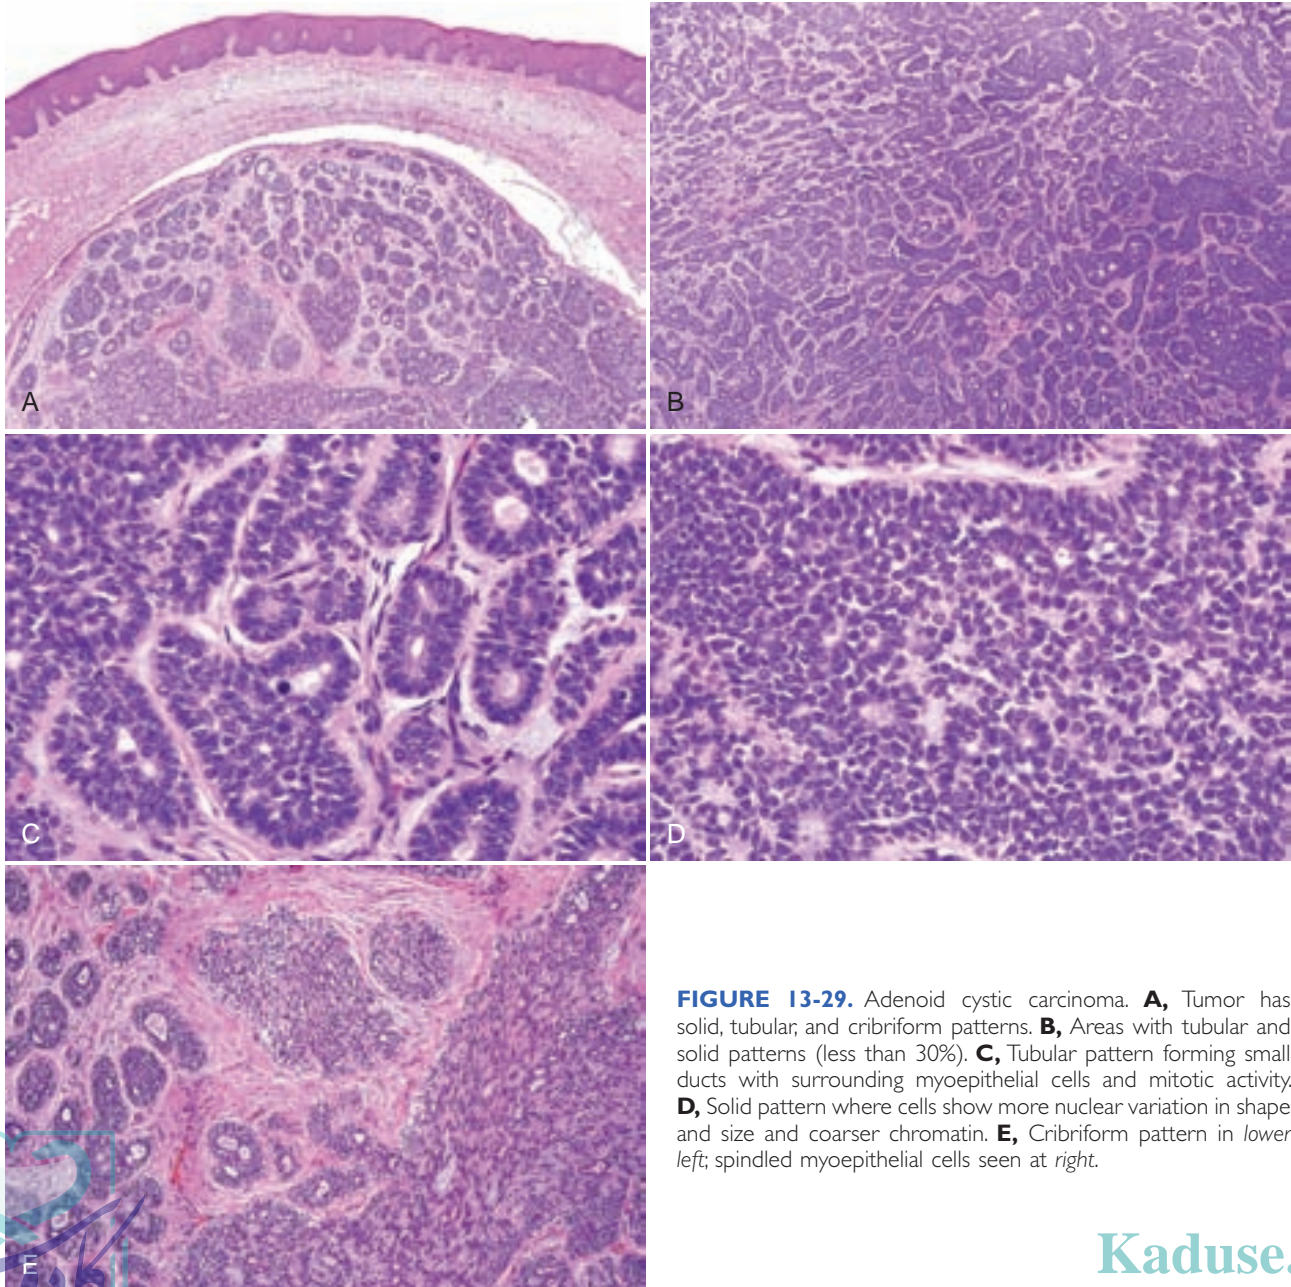 A
B
C
D
E
FIGURE 13-29. Adenoid cystic carcinoma. A, Tumor has
solid, tubular, and cribriform patterns. B, Areas with tubular and
solid patterns (less than 30%). C, Tubular pattern forming small
ducts with surrounding myoepithelial cells and mitotic activity.
D, Solid pattern where cells show more nuclear variation in shape
and size and coarser chromatin. E, Cribriform pattern in lower
left; spindled myoepithelial cells seen at right.
Kaduse.